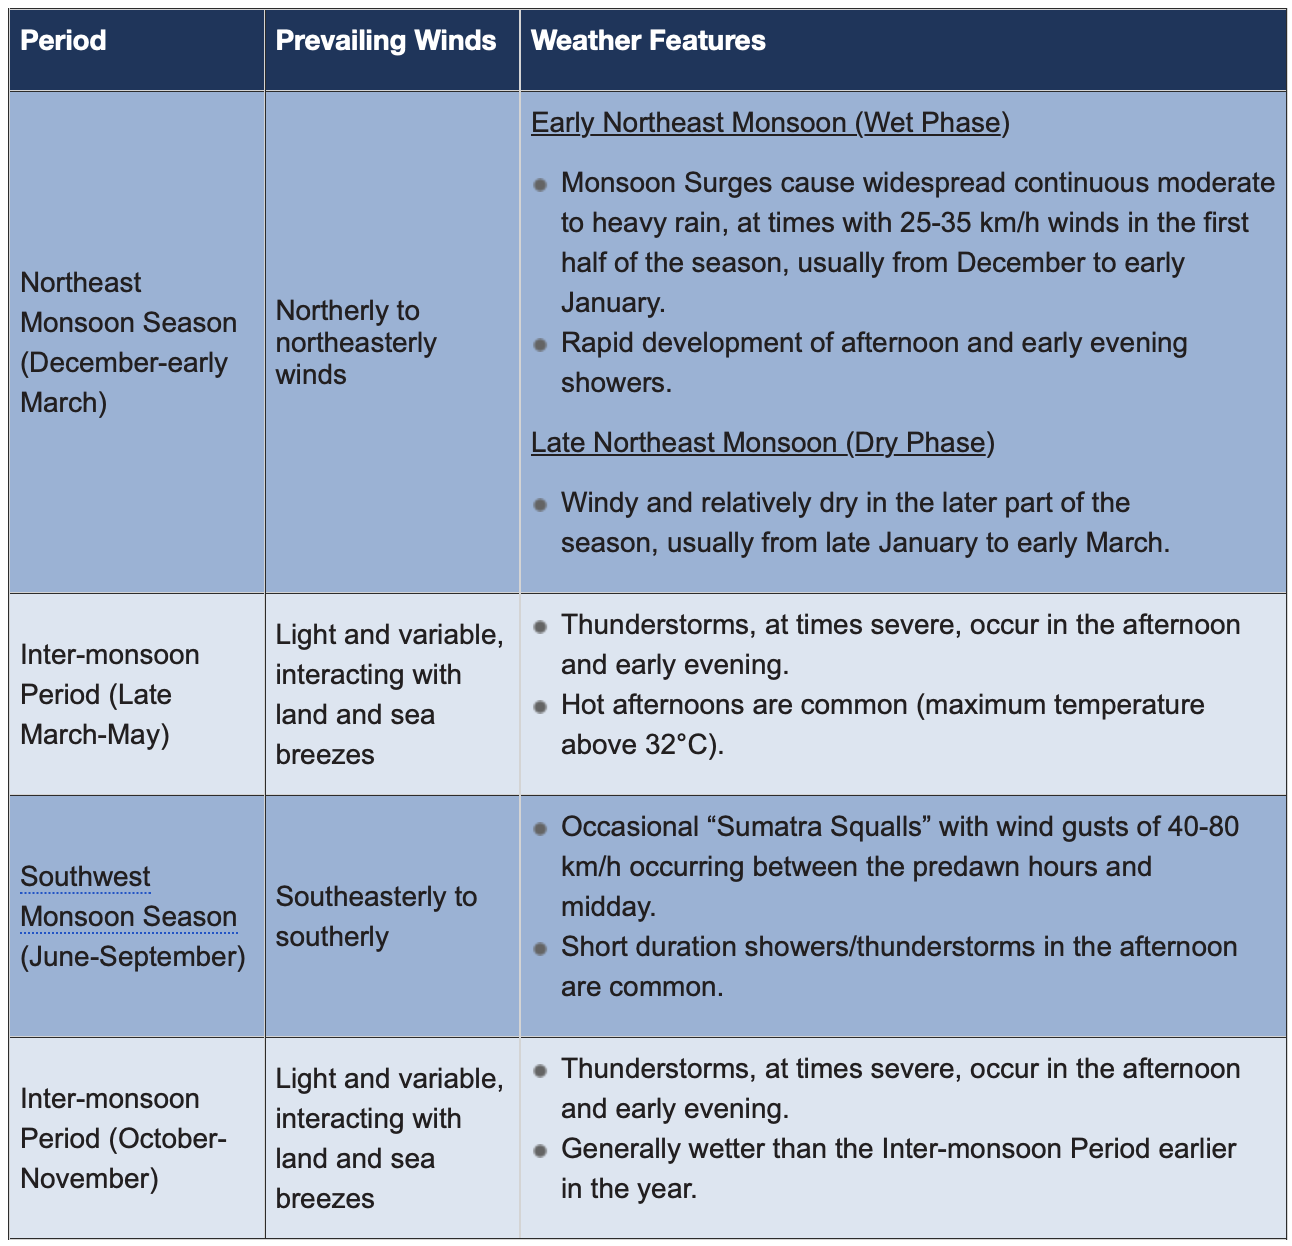 Period
Prevailing Winds
Weather Features
Northeast
Monsoon Season
(December-early
March)
Northerly to
northeasterly
winds
Early Northeast Monsoon (Wet Phase)
Monsoon Surges cause widespread continuous moderate
to heavy rain, at times with 25-35 km/h winds in the first
half of the season, usually from December to early
January.
Rapid development of afternoon and early evening
showers.
Late Northeast Monsoon (Dry Phase)
Windy and relatively dry in the later part of the
season, usually from late January to early March.
Inter-monsoon
Period (Late
March-May)
Light and variable,
interacting with
land and sea
breezes
Thunderstorms, at times severe, occur in the afternoon
and early evening.
Hot afternoons are common (maximum temperature
above 32°C).
Southwest
Monsoon Season
(June-September)
Southeasterly to
southerly
Occasional “Sumatra Squalls” with wind gusts of 40-80
km/h occurring between the predawn hours and
midday.
Short duration showers/thunderstorms in the afternoon
are common.
Inter-monsoon
Period (October-
November)
Light and variable,
interacting with
land and sea
breezes
Thunderstorms, at times severe, occur in the afternoon
and early evening.
Generally wetter than the Inter-monsoon Period earlier
in the year.